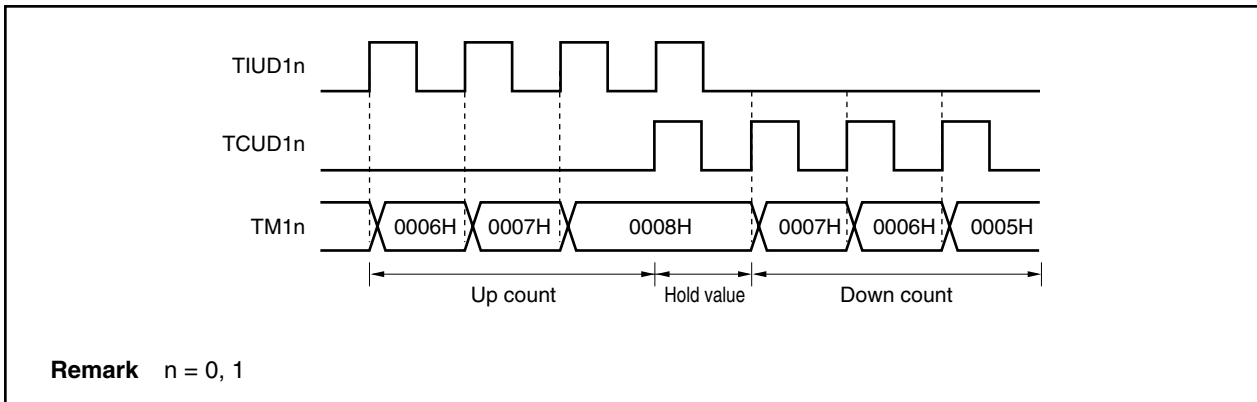 TIUD1n
TCUD1n
TM1n
0006H
0007H
0008H
0007H
0006H
0005H
Up count
Hold value
Down count
Remark n = 0, 1